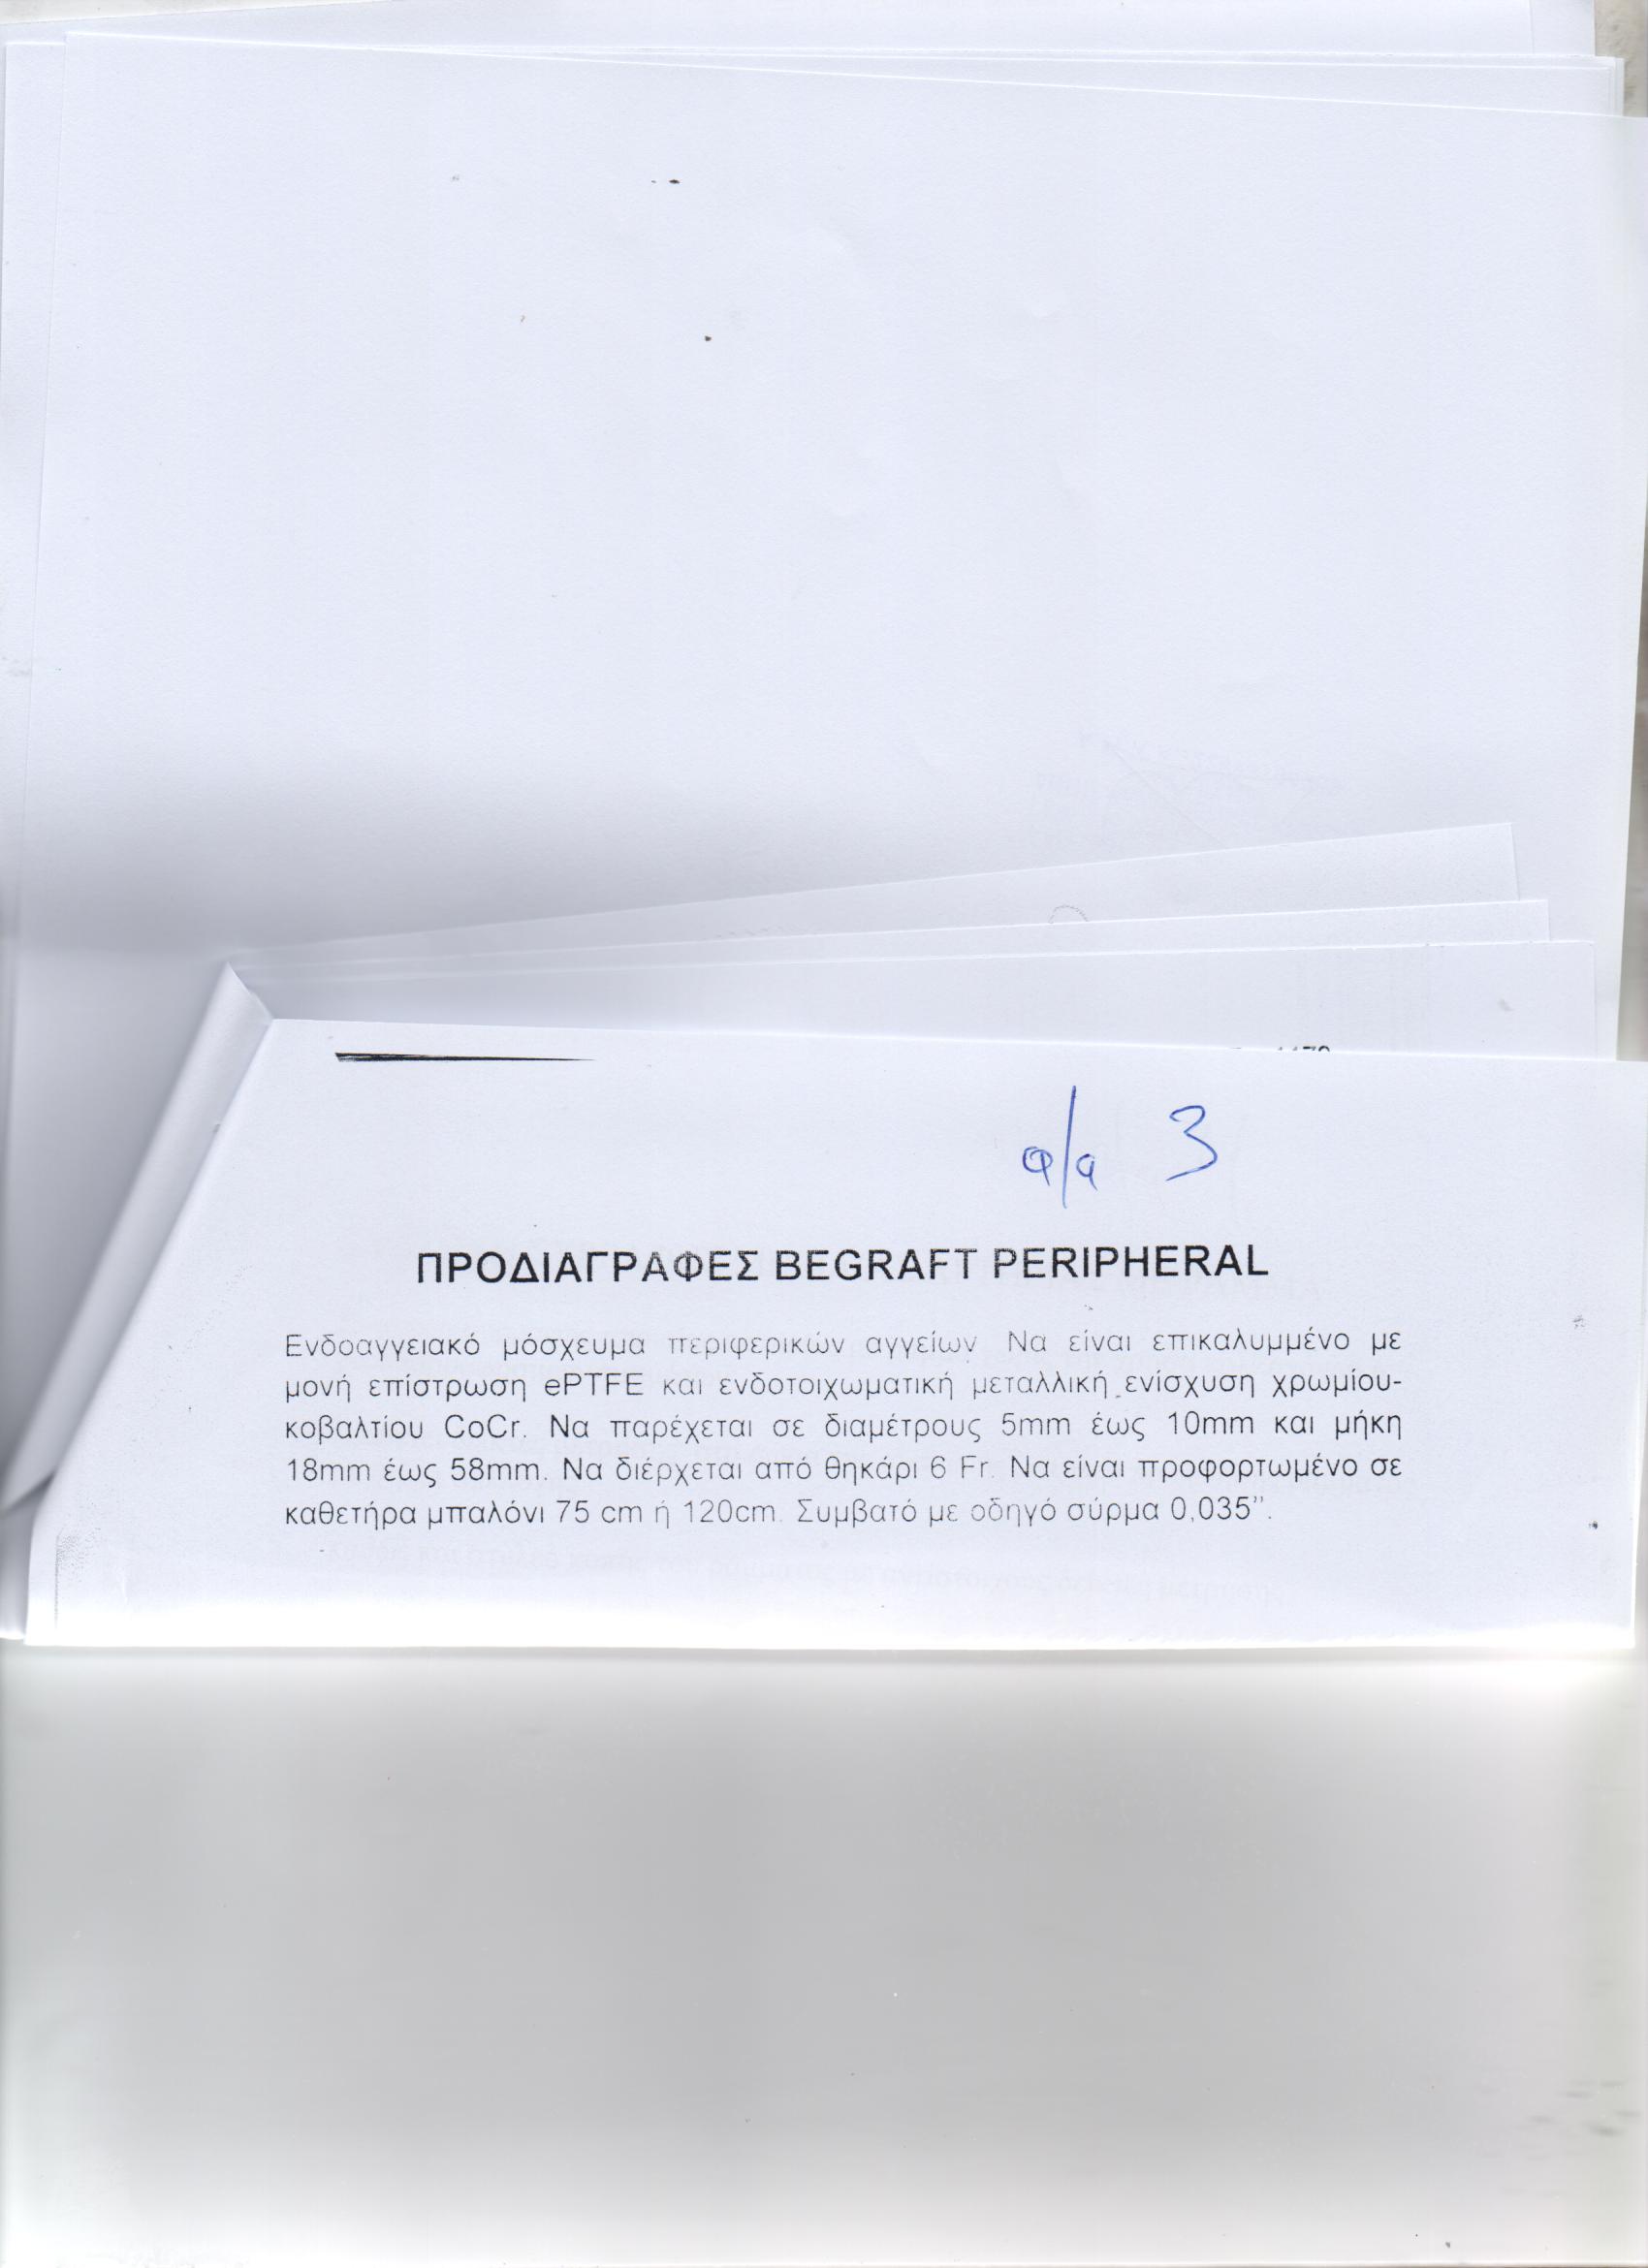 α/α 3
ΠΡΟΔΙΑΓΡΑΦΕΣ BEGRAFT PERIPHERAL
Ενδοαγγειακό μόσχευμα περιφερικών αγγείων Να είναι επικαλυμμένο με
μονή επίστρωση ePTFE και ενδοτοιχωματική μεταλλική ενίσχυση χρωμίου-
κοβαλτίου CoCr. Να παρέχεται σε διαμέτρους 5mm έως 10mm και μήκη
18mm έως 58mm. Να διέρχεται από θηκάρι 6 Fr. Να είναι προφορτωμένο σε
καθετήρα μπαλόνι 75 cm ή 120cm. Συμβατό με οδηγό σύρμα 0,035”.